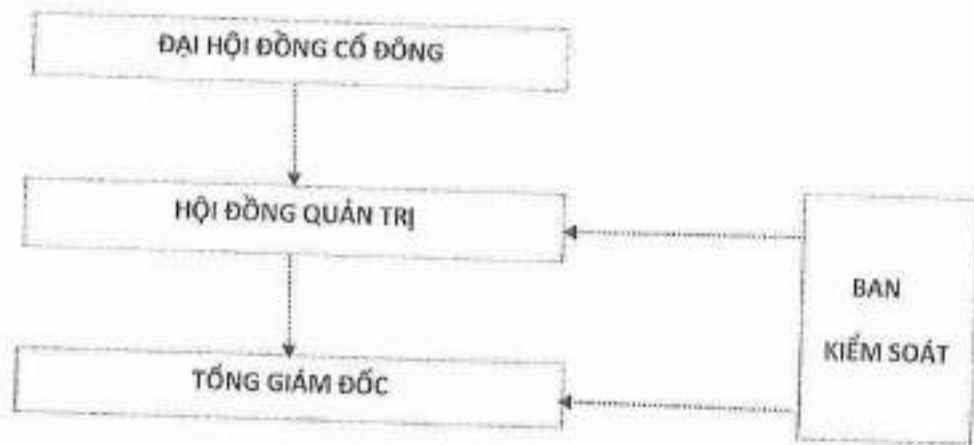 ĐẠI HỘI ĐỒNG CỔ ĐÔNG
HỘI ĐỒNG QUẢN TRỊ
BAN
KIỂM SOÁT
TỔNG GIÁM ĐỐC